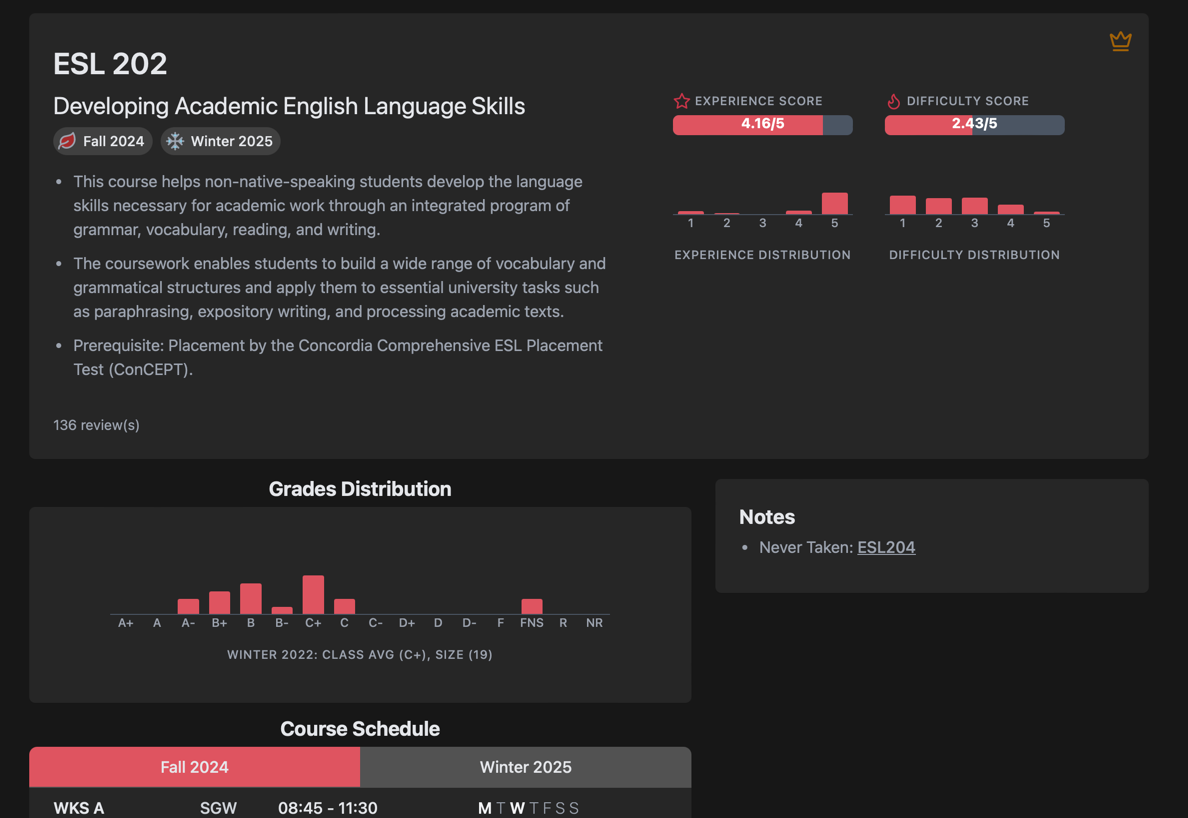 ESL 202
Developing Academic English Language Skills
Fall 2024 Winter 2025
• This course helps non-native-speaking students develop the language
skills necessary for academic work through an integrated program of
grammar, vocabulary, reading, and writing.
• The coursework enables students to build a wide range of vocabulary and
grammatical structures and apply them to essential university tasks such
as paraphrasing, expository writing, and processing academic texts.
• Prerequisite: Placement by the Concordia Comprehensive ESL Placement
Test (ConCEPT).
136 review(s)
EXPERIENCE SCORE
4.16/5
1 2 3 4 5
EXPERIENCE DISTRIBUTION
DIFFICULTY SCORE
2.43/5
1 2 3 4 5
DIFFICULTY DISTRIBUTION
Grades Distribution
A+ A A- B+ B B- C+ C C- D+ D D- F FNS R NR
WINTER 2022: CLASS AVG (C+), SIZE (19)
Notes
• Never Taken: ESL204
Course Schedule
Fall 2024 Winter 2025
WKS A SGW 08:45 - 11:30 M T W T F S S